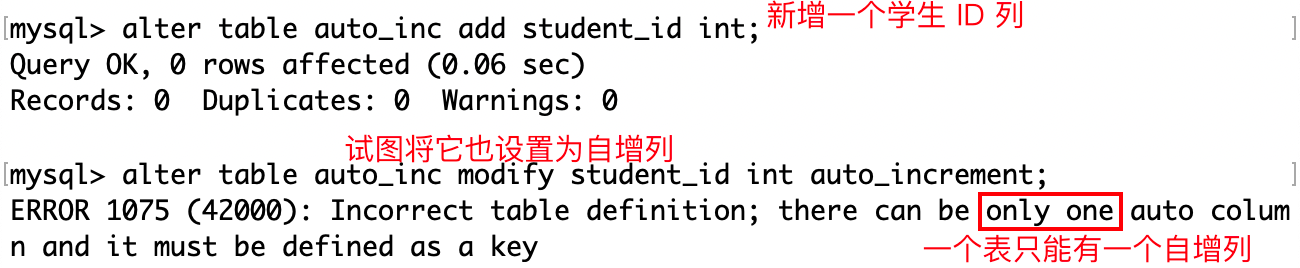 mysql> alter table auto_inc add student_id int; 新增一个学生 ID 列
Query OK, 0 rows affected (0.06 sec)
Records: 0  Duplicates: 0  Warnings: 0
试图将它也设置为自增列
mysql> alter table auto_inc modify student_id int auto_increment;
ERROR 1075 (42000): Incorrect table definition; there can be only one auto colum
n and it must be defined as a key
一个表只能有一个自增列